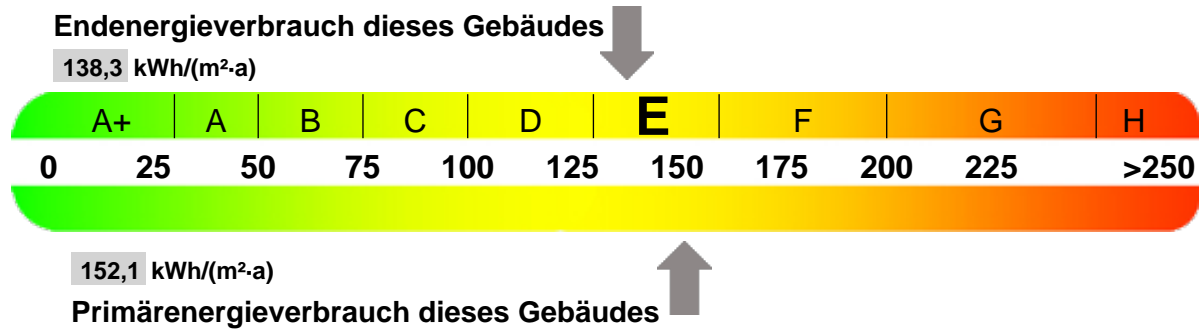 Endenergieverbrauch dieses Gebäudes
138,3 kWh/(m²·a)
A+ A B C D E F G H
0 25 50 75 100 125 150 175 200 225 >250
152,1 kWh/(m²·a)
Primärenergieverbrauch dieses Gebäudes